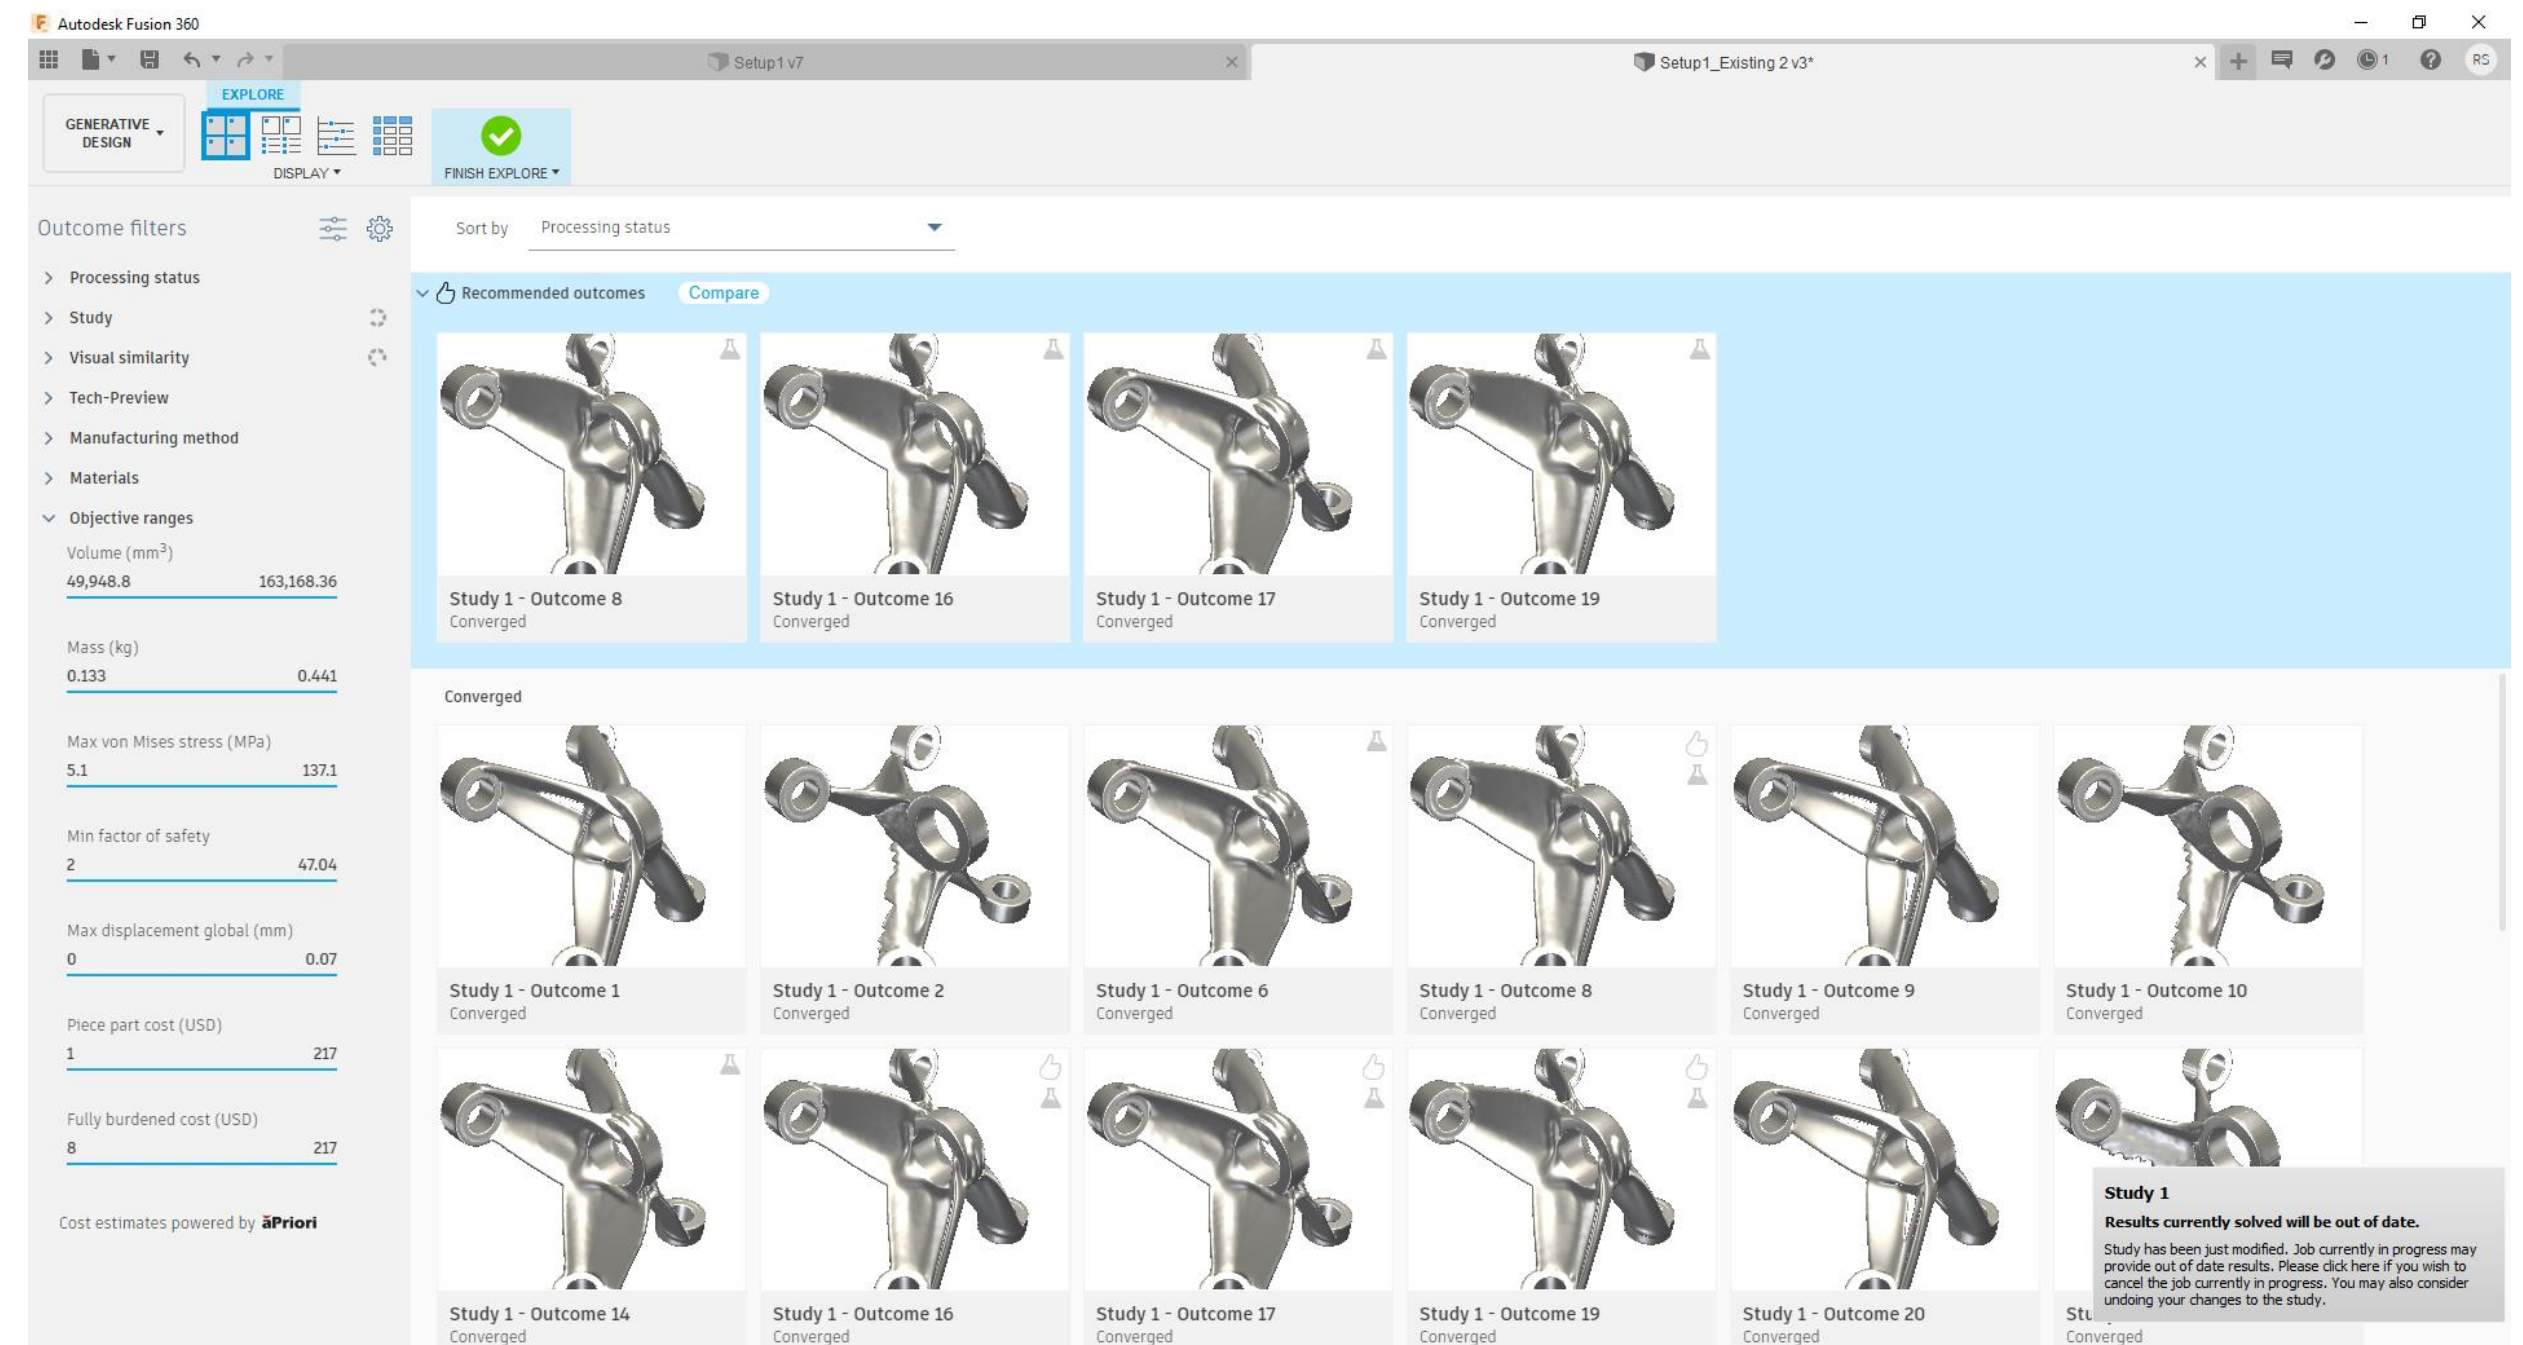 Autodesk Fusion 360
Setup1 v7
Setup1_Existing 2 v3*
1
RS
EXPLORE
GENERATIVE
DESIGN
DISPLAY
FINISH EXPLORE
Outcome filters
Sort by
Processing status
Processing status
Study
Visual similarity
Tech-Preview
Manufacturing method
Materials
Objective ranges
Volume (mm³)
49,948.8 163,168.36
Mass (kg)
0.133 0.441
Max von Mises stress (MPa)
5.1 137.1
Min factor of safety
2 47.04
Max displacement global (mm)
0 0.07
Piece part cost (USD)
1 217
Fully burdened cost (USD)
8 217
Cost estimates powered by aPriori
Recommended outcomes Compare
Study 1 - Outcome 8
Converged
Study 1 - Outcome 16
Converged
Study 1 - Outcome 17
Converged
Study 1 - Outcome 19
Converged
Converged
Study 1 - Outcome 1
Converged
Study 1 - Outcome 2
Converged
Study 1 - Outcome 6
Converged
Study 1 - Outcome 8
Converged
Study 1 - Outcome 9
Converged
Study 1 - Outcome 10
Converged
Study 1 - Outcome 14
Converged
Study 1 - Outcome 16
Converged
Study 1 - Outcome 17
Converged
Study 1 - Outcome 19
Converged
Study 1 - Outcome 20
Converged
Converged
Study 1
Results currently solved will be out of date.
Study has been just modified. Job currently in progress may
provide out of date results. Please click here if you wish to
cancel the job currently in progress. You may also consider
undoing your changes to the study.